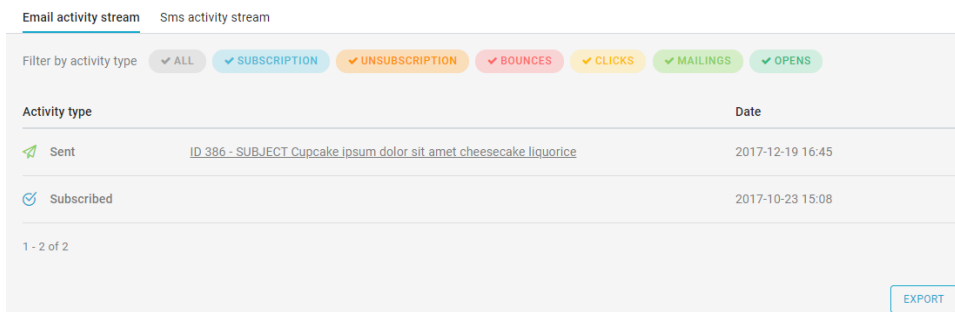 Email activity stream Sms activity stream
Filter by activity type ALL SUBSCRIPTION UNSUBSCRIPTION BOUNCES CLICKS MAILINGS OPENS
Activity type Date
Sent ID 386 - SUBJECT Cupcake ipsum dolor sit amet cheesecake liquorice 2017-12-19 16:45
Subscribed 2017-10-23 15:08
1 - 2 of 2
EXPORT